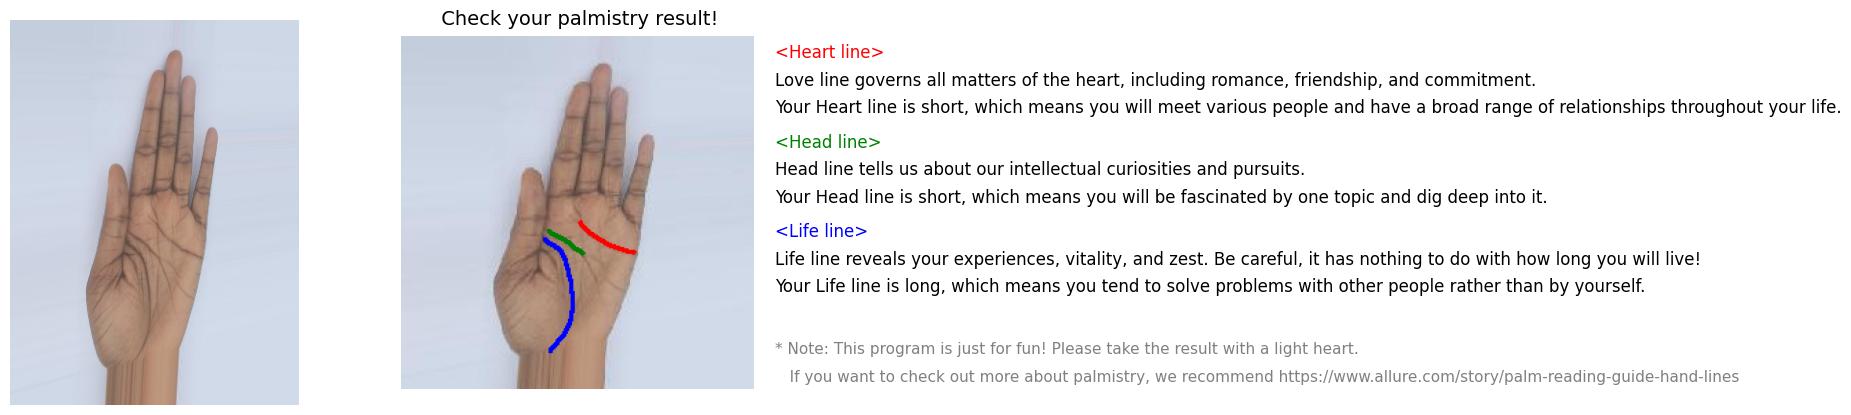 Check your palmistry result!
<Heart line>
Love line governs all matters of the heart, including romance, friendship, and commitment.
Your Heart line is short, which means you will meet various people and have a broad range of relationships throughout your life.
<Head line>
Head line tells us about our intellectual curiosities and pursuits.
Your Head line is short, which means you will be fascinated by one topic and dig deep into it.
<Life line>
Life line reveals your experiences, vitality, and zest. Be careful, it has nothing to do with how long you will live!
Your Life line is long, which means you tend to solve problems with other people rather than by yourself.
* Note: This program is just for fun! Please take the result with a light heart.
If you want to check out more about palmistry, we recommend https://www.allure.com/story/palm-reading-guide-hand-lines